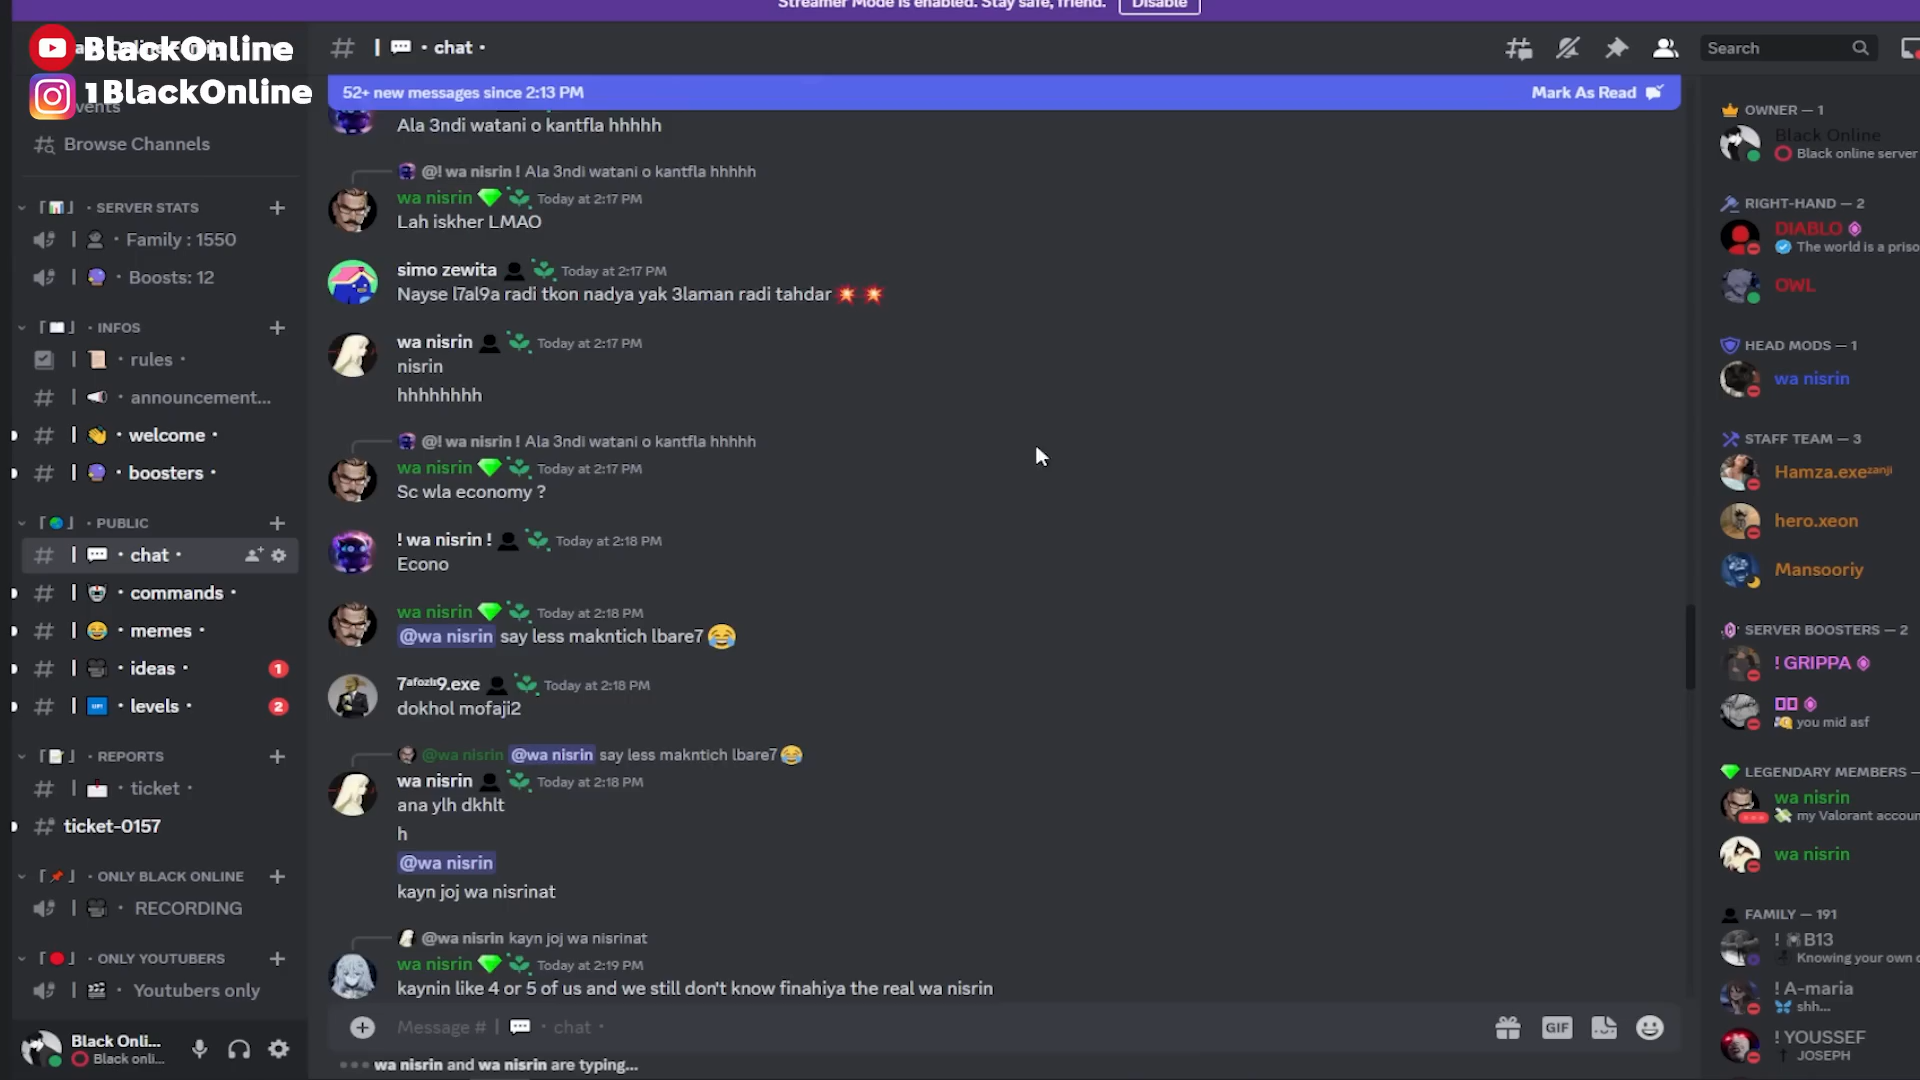 Streamer Mode is enabled. Stay safe, friend. Disable
BlackOnline
1BlackOnline
Browse Channels
SERVER STATS
Family : 1550
Boosts: 12
INFOS
rules
announcement...
welcome
boosters
PUBLIC
chat
commands
memes
ideas 1
levels 2
REPORTS
ticket
ticket-0157
ONLY BLACK ONLINE
RECORDING
ONLY YOUTUBERS
Youtubers only
Black Onli...
Black onli...
chat
Search
52+ new messages since 2:13 PM Mark As Read
Ala 3ndi watani o kantfla hhhhh
@! wa nisrin ! Ala 3ndi watani o kantfla hhhhh
wa nisrin Today at 2:17 PM
Lah iskher LMAO
simo zewita Today at 2:17 PM
Nayse l7al9a radi tkon nadya yak 3laman radi tahdar
wa nisrin Today at 2:17 PM
nisrin
hhhhhhhh
@! wa nisrin ! Ala 3ndi watani o kantfla hhhhh
wa nisrin Today at 2:17 PM
Sc wla economy ?
! wa nisrin ! Today at 2:18 PM
Econo
wa nisrin Today at 2:18 PM
@wa nisrin say less makntich lbare7
Today at 2:18 PM
dokhol mofaji2
@wa nisrin @wa nisrin say less makntich lbare7
wa nisrin Today at 2:18 PM
ana ylh dkhlt
h
@wa nisrin
kayn joj wa nisrinat
@wa nisrin kayn joj wa nisrinat
wa nisrin Today at 2:19 PM
kaynin like 4 or 5 of us and we still don't know finahiya the real wa nisrin
Message # chat
GIF
wa nisrin and wa nisrin are typing...
OWNER — 1
Black Online
Black online server
RIGHT-HAND — 2
DIABLO
The world is a priso
OWL
HEAD MODS — 1
wa nisrin
STAFF TEAM — 3
Hamza.exe zanji
hero.xeon
Mansooriy
SERVER BOOSTERS — 2
! GRIPPA
you mid asf
LEGENDARY MEMBERS —
wa nisrin
my Valorant accoun
wa nisrin
FAMILY — 191
! B13
Knowing your own
! A-maria
shh...
! YOUSSEF
JOSEPH